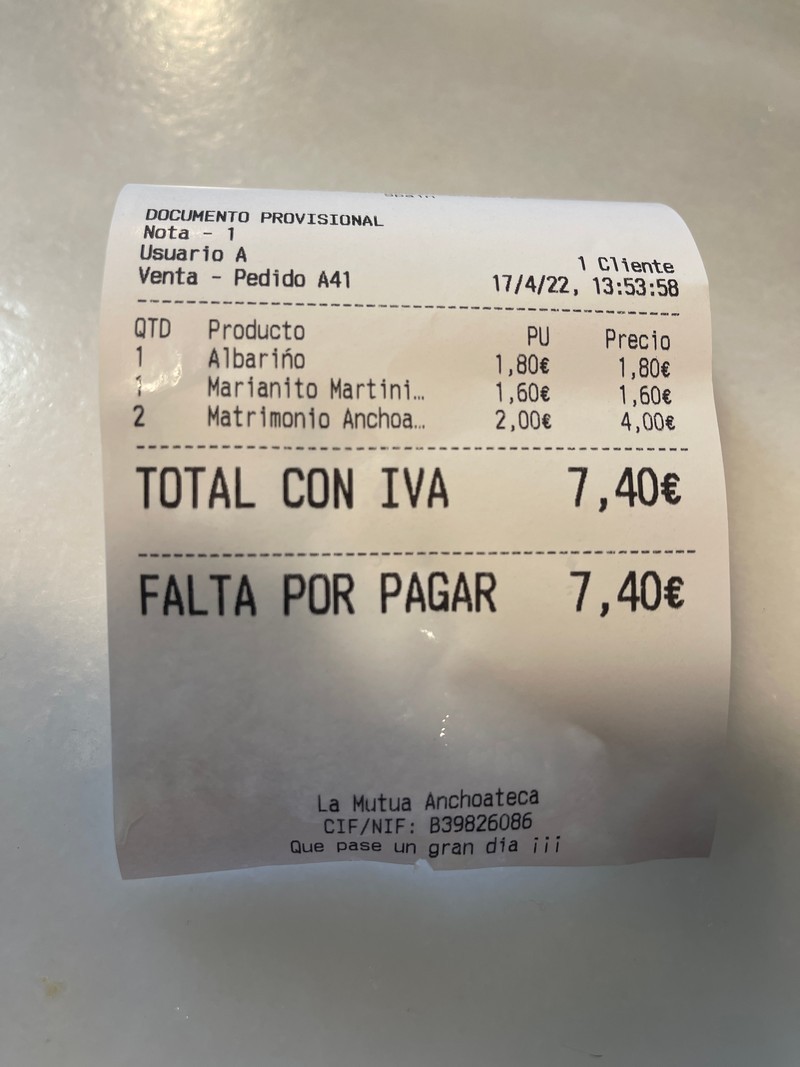 DOCUMENTO PROVISIONAL
Nota - 1
Usuario A
1 Cliente
Venta - Pedido A41 17/4/22, 13:53:58
QTD Producto PU Precio
1 Albariño 1,80€ 1,80€
1 Marianito Martini... 1,60€ 1,60€
2 Matrimonio Anchoa... 2,00€ 4,00€
TOTAL CON IVA 7,40€
FALTA POR PAGAR 7,40€
La Mutua Anchoateca
CIF/NIF: B39826086
Que pase un gran dia ¡¡¡